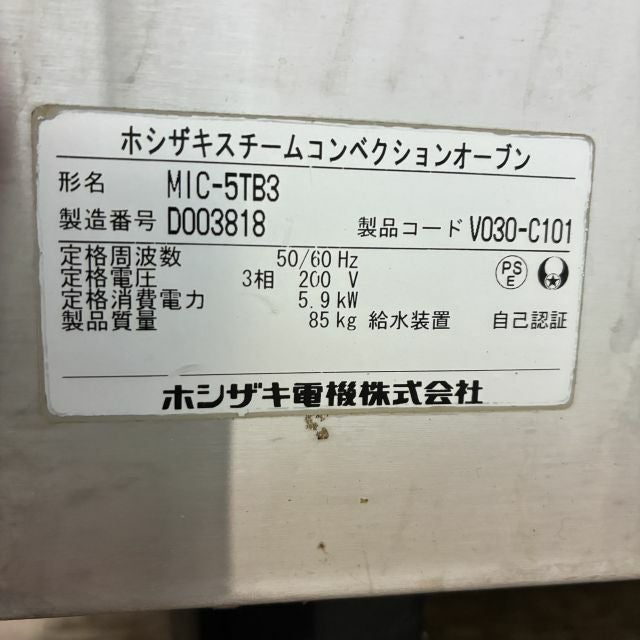 ホシザキスチームコンベクションオーブン
形名 MIC-5TB3
製造番号 D003818 製品コード V030-C101
定格周波数 50/60 Hz
定格電圧 3相 200 V
定格消費電力 5.9 kW
製品質量 85 kg 給水装置 自己認証
PSE
ホシザキ電機株式会社